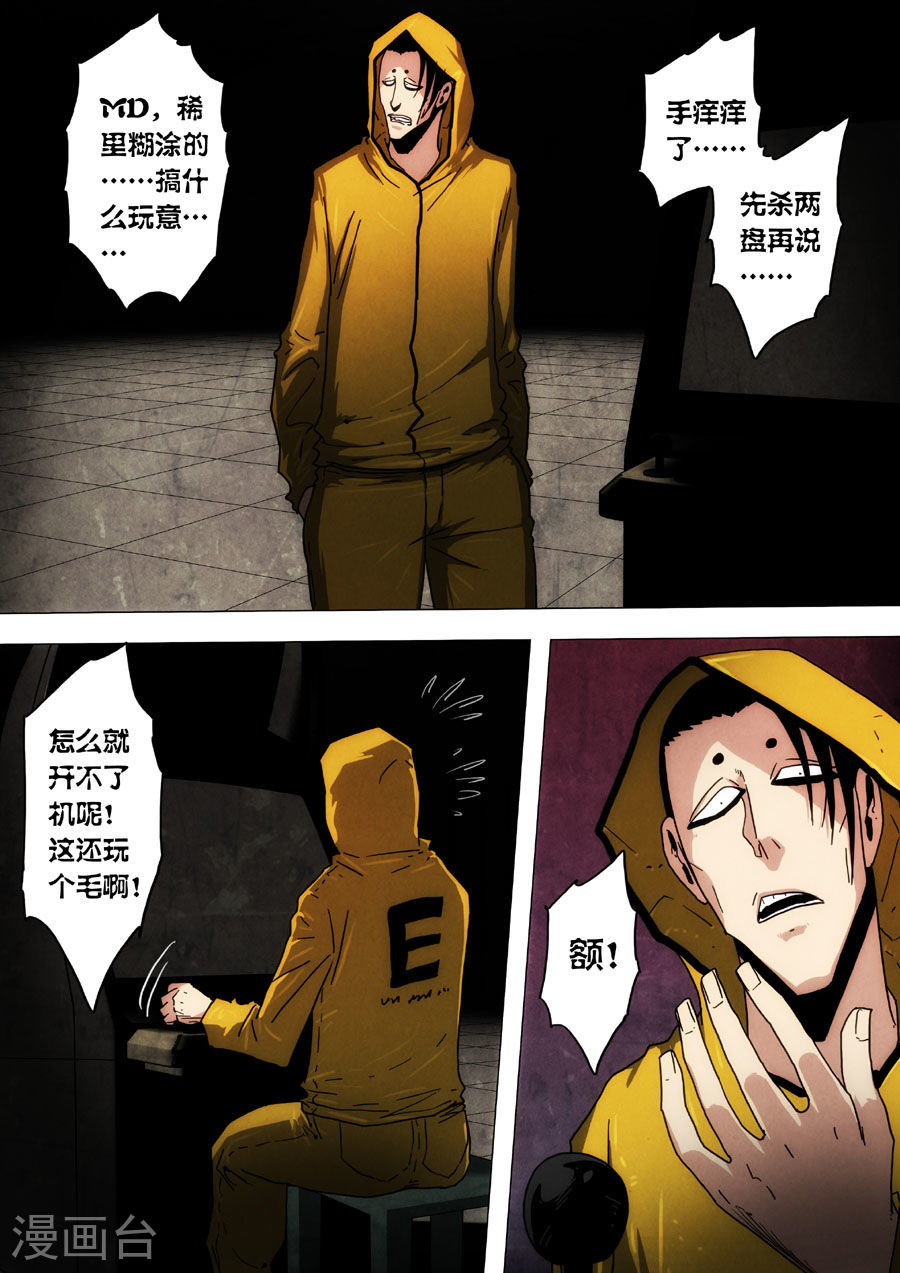 MD，稀
里糊涂的
……搞什
么玩意…
…
手痒痒
了……
先杀两
盘再说
……
怎么就
开不了
机呢！
这还玩
个毛啊！
E
额！
漫画台